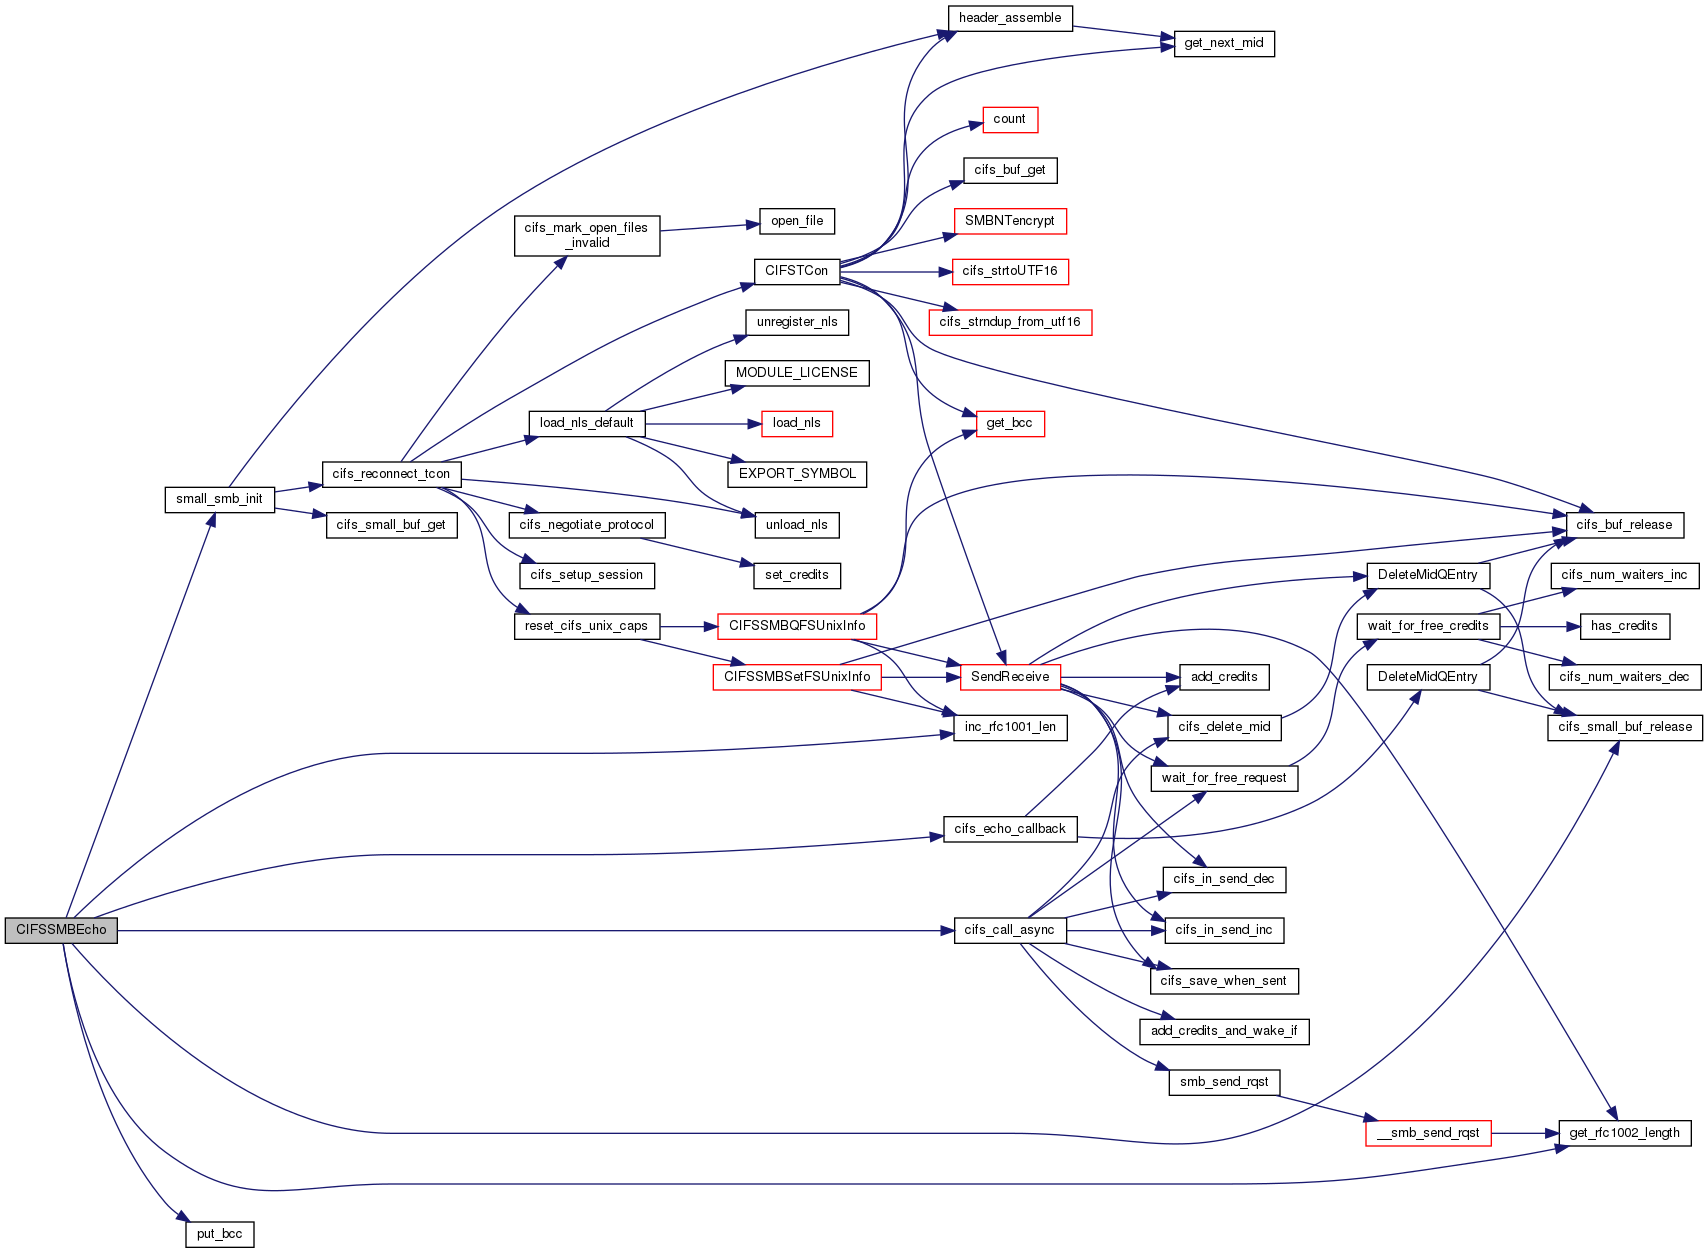 header_assemble
get_next_mid
count
cifs_buf_get
cifs_mark_open_files
_invalid
open_file
SMBNTencrypt
CIFSTCon
cifs_strtoUTF16
unregister_nls
cifs_strndup_from_utf16
MODULE_LICENSE
load_nls_default
load_nls
get_bcc
cifs_reconnect_tcon
EXPORT_SYMBOL
small_smb_init
cifs_small_buf_get
cifs_negotiate_protocol
unload_nls
cifs_buf_release
cifs_setup_session
set_credits
DeleteMidQEntry
cifs_num_waiters_inc
reset_cifs_unix_caps
CIFSSMBQFSUnixInfo
wait_for_free_credits
has_credits
CIFSSMBSetFSUnixInfo
SendReceive
add_credits
DeleteMidQEntry
cifs_num_waiters_dec
inc_rfc1001_len
cifs_delete_mid
cifs_small_buf_release
wait_for_free_request
cifs_echo_callback
cifs_in_send_dec
CIFSSMBEcho
cifs_call_async
cifs_in_send_inc
cifs_save_when_sent
add_credits_and_wake_if
smb_send_rqst
__smb_send_rqst
get_rfc1002_length
put_bcc